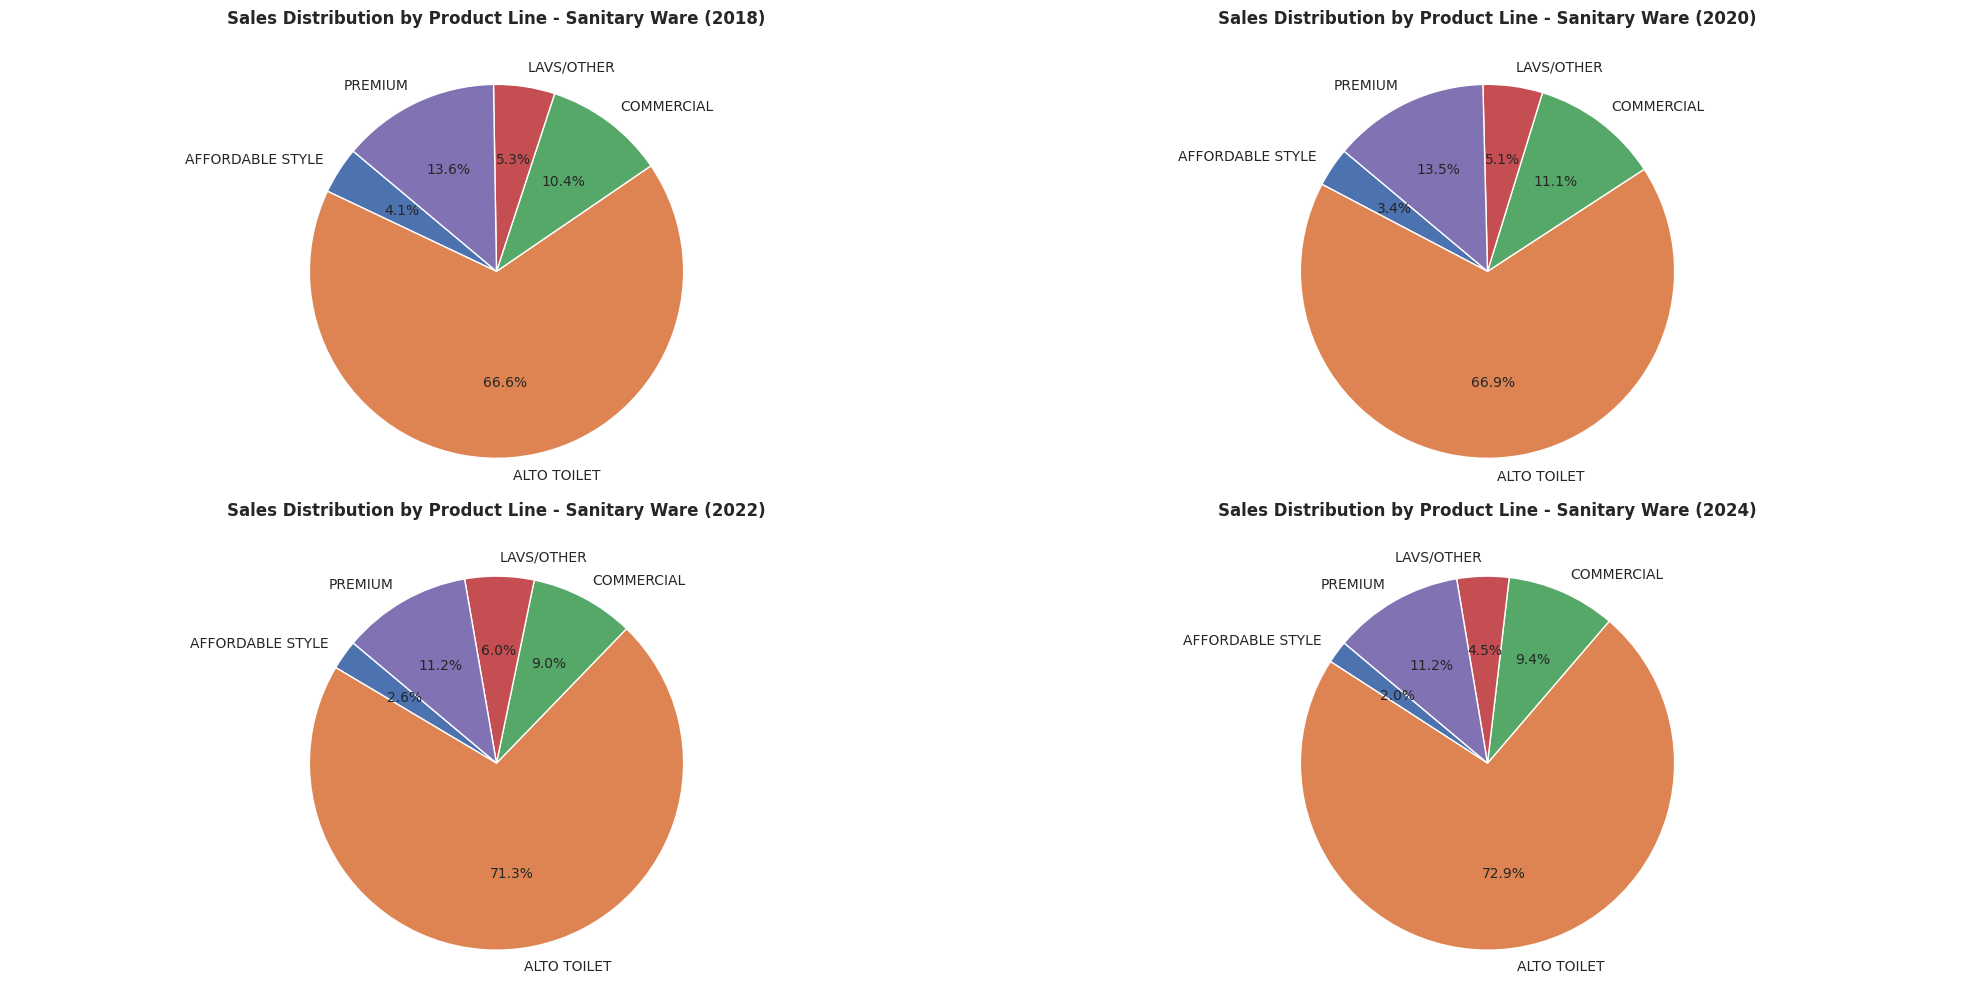 Sales Distribution by Product Line - Sanitary Ware (2018)
LAVS/OTHER
PREMIUM
COMMERCIAL
AFFORDABLE STYLE
13.6%
5.3%
10.4%
4.1%
66.6%
ALTO TOILET
Sales Distribution by Product Line - Sanitary Ware (2020)
LAVS/OTHER
PREMIUM
COMMERCIAL
AFFORDABLE STYLE
13.5%
5.1%
11.1%
3.4%
66.9%
ALTO TOILET
Sales Distribution by Product Line - Sanitary Ware (2022)
LAVS/OTHER
PREMIUM
COMMERCIAL
AFFORDABLE STYLE
11.2%
6.0%
9.0%
2.6%
71.3%
ALTO TOILET
Sales Distribution by Product Line - Sanitary Ware (2024)
LAVS/OTHER
PREMIUM
COMMERCIAL
AFFORDABLE STYLE
11.2%
4.5%
9.4%
2.0%
72.9%
ALTO TOILET